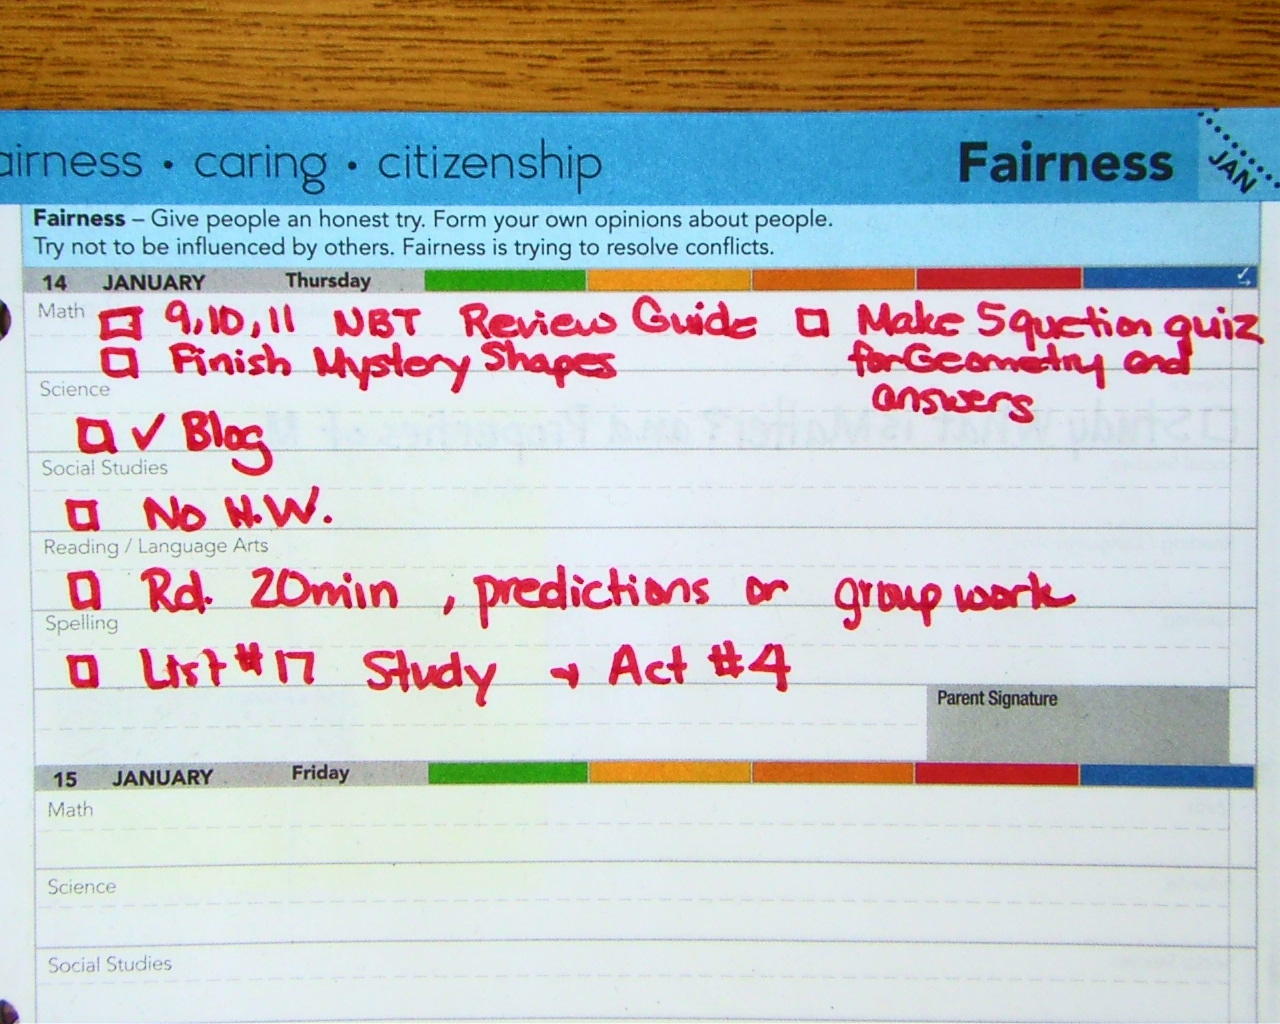 airness • caring • citizenship Fairness JAN
Fairness – Give people an honest try. Form your own opinions about people.
Try not to be influenced by others. Fairness is trying to resolve conflicts.
14 JANUARY Thursday
Math
9,10,11 NBT Review Guide
Make 5 quction quiz
Finish Mystery Shapes
for Geometry and
answers
Science
✓ Blog
Social Studies
No H.W.
Reading / Language Arts
Rd. 20min, predictions or group work
Spelling
List #17 Study + Act #4
Parent Signature
15 JANUARY Friday
Math
Science
Social Studies